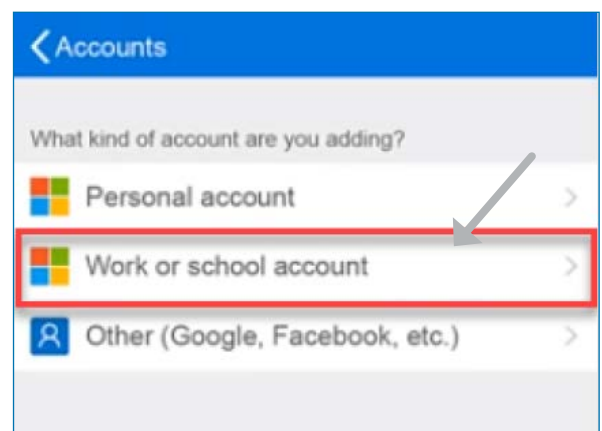 Accounts
What kind of account are you adding?
Personal account
Work or school account
Other (Google, Facebook, etc.)